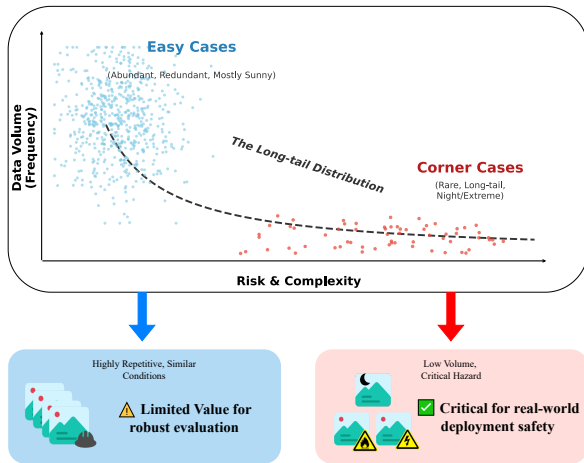 Easy Cases
(Abundant, Redundant, Mostly Sunny)
The Long-tail Distribution
Corner Cases
(Rare, Long-tail,
Night/Extreme)
Data Volume
(Frequency)
Risk & Complexity
Highly Repetitive, Similar
Conditions
Limited Value for
robust evaluation
Low Volume,
Critical Hazard
Critical for real-world
deployment safety